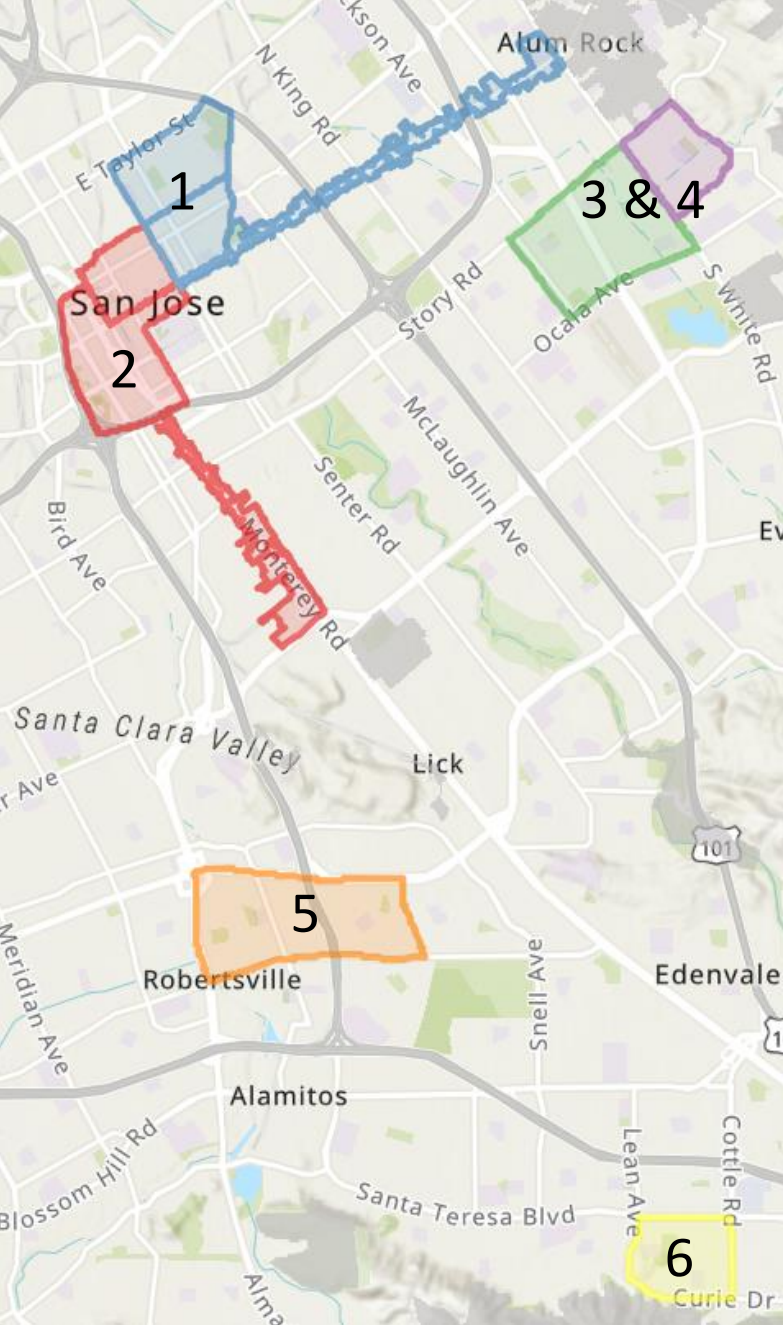 ckson Ave
Alum Rock
N King Rd
E Taylor St
1
3 & 4
San Jose
Story Rd
S White Rd
Ocala Ave
2
McLaughlin Ave
Senter Rd
Bird Ave
Ev
Monterey Rd
Santa Clara Valley
Lick
r Ave
101
5
Meridian Ave
Robertsville
Snell Ave
Edenvale
1
Alamitos
Blossom Hill Rd
Lean Ave
Cottle Rd
Santa Teresa Blvd
6
Alma
Curie Dr